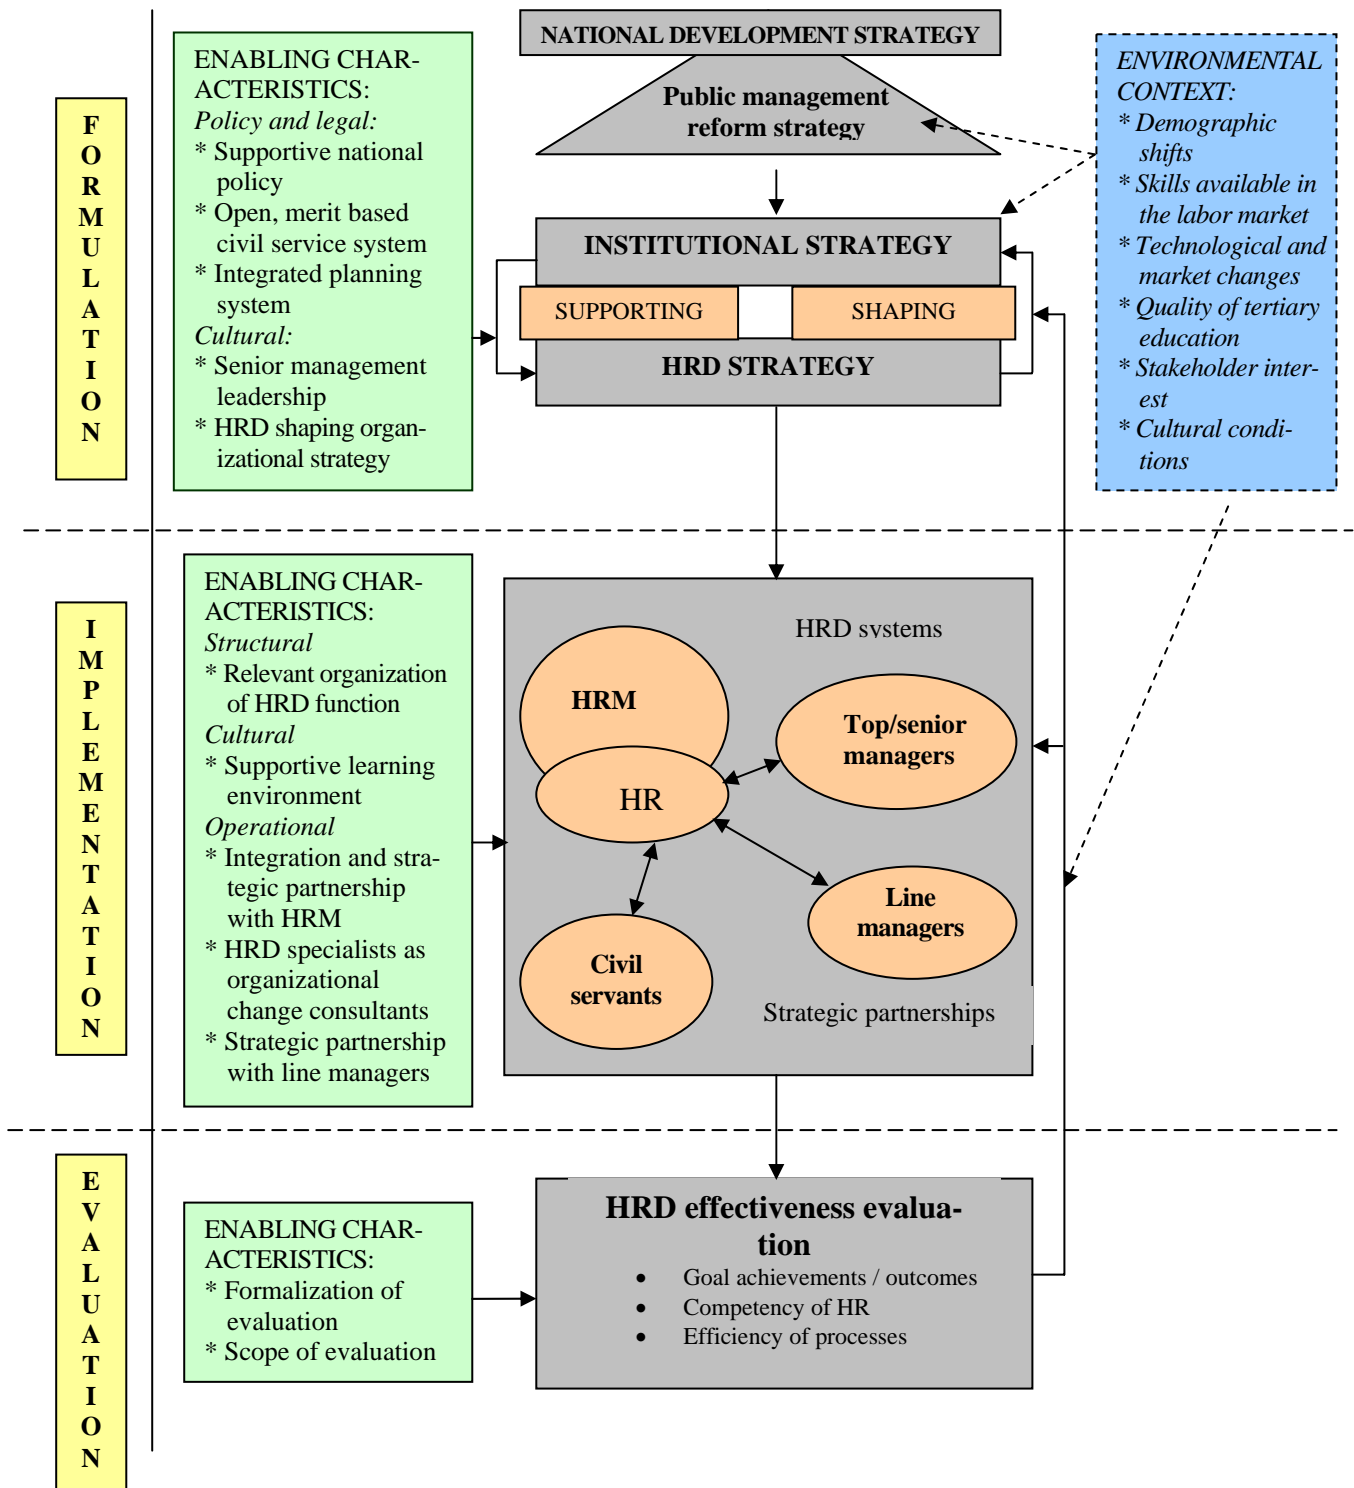 FORMULATION
ENABLING CHAR-
ACTERISTICS:
Policy and legal:
* Supportive national
policy
* Open, merit based
civil service system
* Integrated planning
system
Cultural:
* Senior management
leadership
* HRD shaping organ-
izational strategy
NATIONAL DEVELOPMENT STRATEGY
Public management
reform strategy
INSTITUTIONAL STRATEGY
SUPPORTING
SHAPING
HRD STRATEGY
ENVIRONMENTAL
CONTEXT:
* Demographic
shifts
* Skills available in
the labor market
* Technological and
market changes
* Quality of tertiary
education
* Stakeholder inter-
est
* Cultural condi-
tions
IMPLEMENTATION
ENABLING CHAR-
ACTERISTICS:
Structural
* Relevant organization
of HRD function
Cultural
* Supportive learning
environment
Operational
* Integration and stra-
tegic partnership
with HRM
* HRD specialists as
organizational
change consultants
* Strategic partnership
with line managers
HRD systems
HRM
HR
Top/senior
managers
Line
managers
Civil
servants
Strategic partnerships
EVALUATION
ENABLING CHAR-
ACTERISTICS:
* Formalization of
evaluation
* Scope of evaluation
HRD effectiveness evalua-
tion
• Goal achievements / outcomes
• Competency of HR
• Efficiency of processes